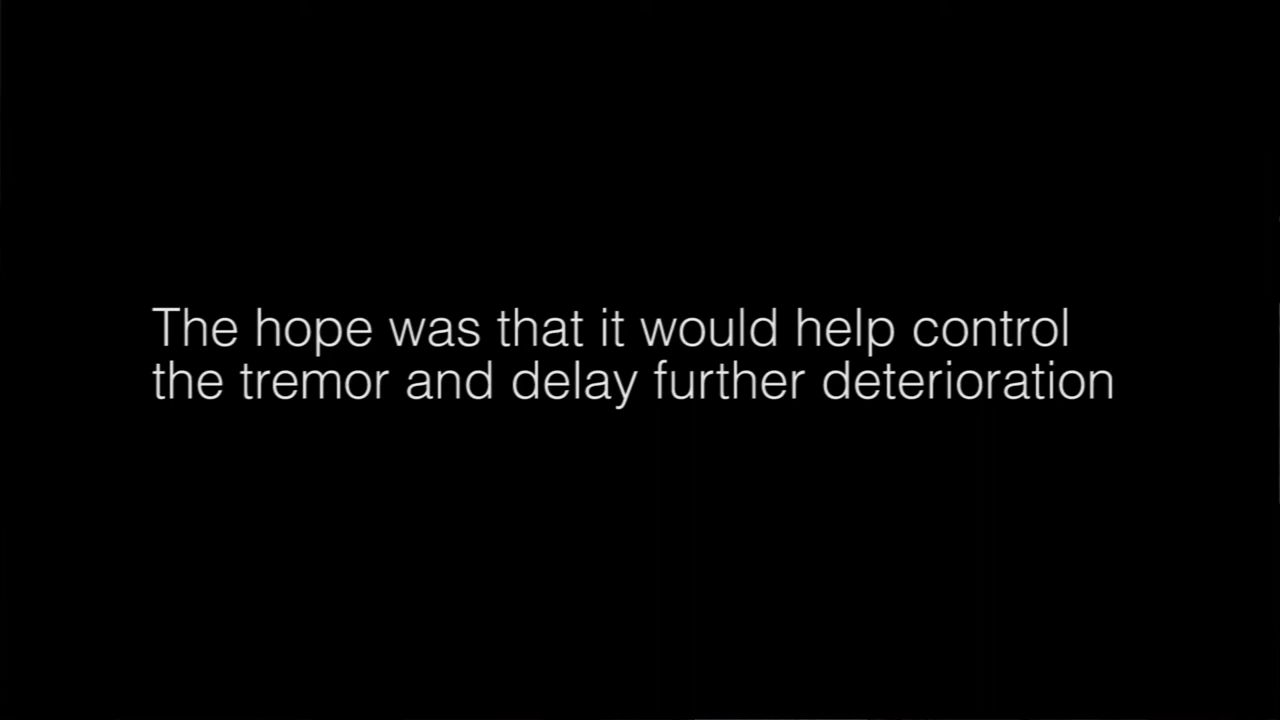 The hope was that it would help control
the tremor and delay further deterioration